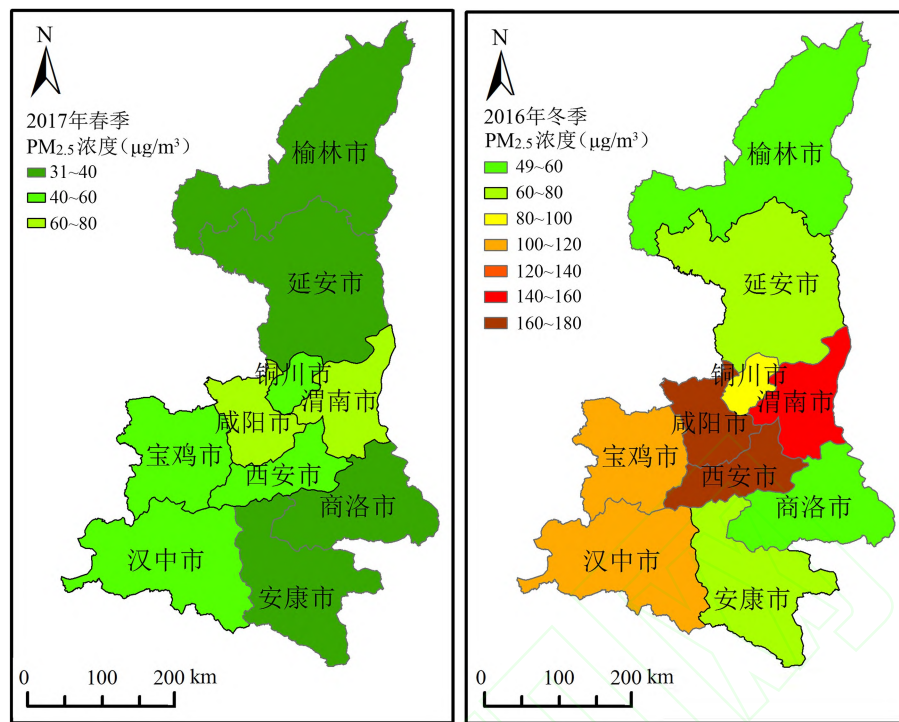 N
2017年春季
PM2.5浓度(μg/m³)
31~40
40~60
60~80
榆林市
延安市
铜川市
渭南市
咸阳市
宝鸡市
西安市
商洛市
汉中市
安康市
0 100 200 km
N
2016年冬季
PM2.5浓度(μg/m³)
49~60
60~80
80~100
100~120
120~140
140~160
160~180
榆林市
延安市
铜川市
渭南市
咸阳市
宝鸡市
西安市
商洛市
汉中市
安康市
0 100 200 km